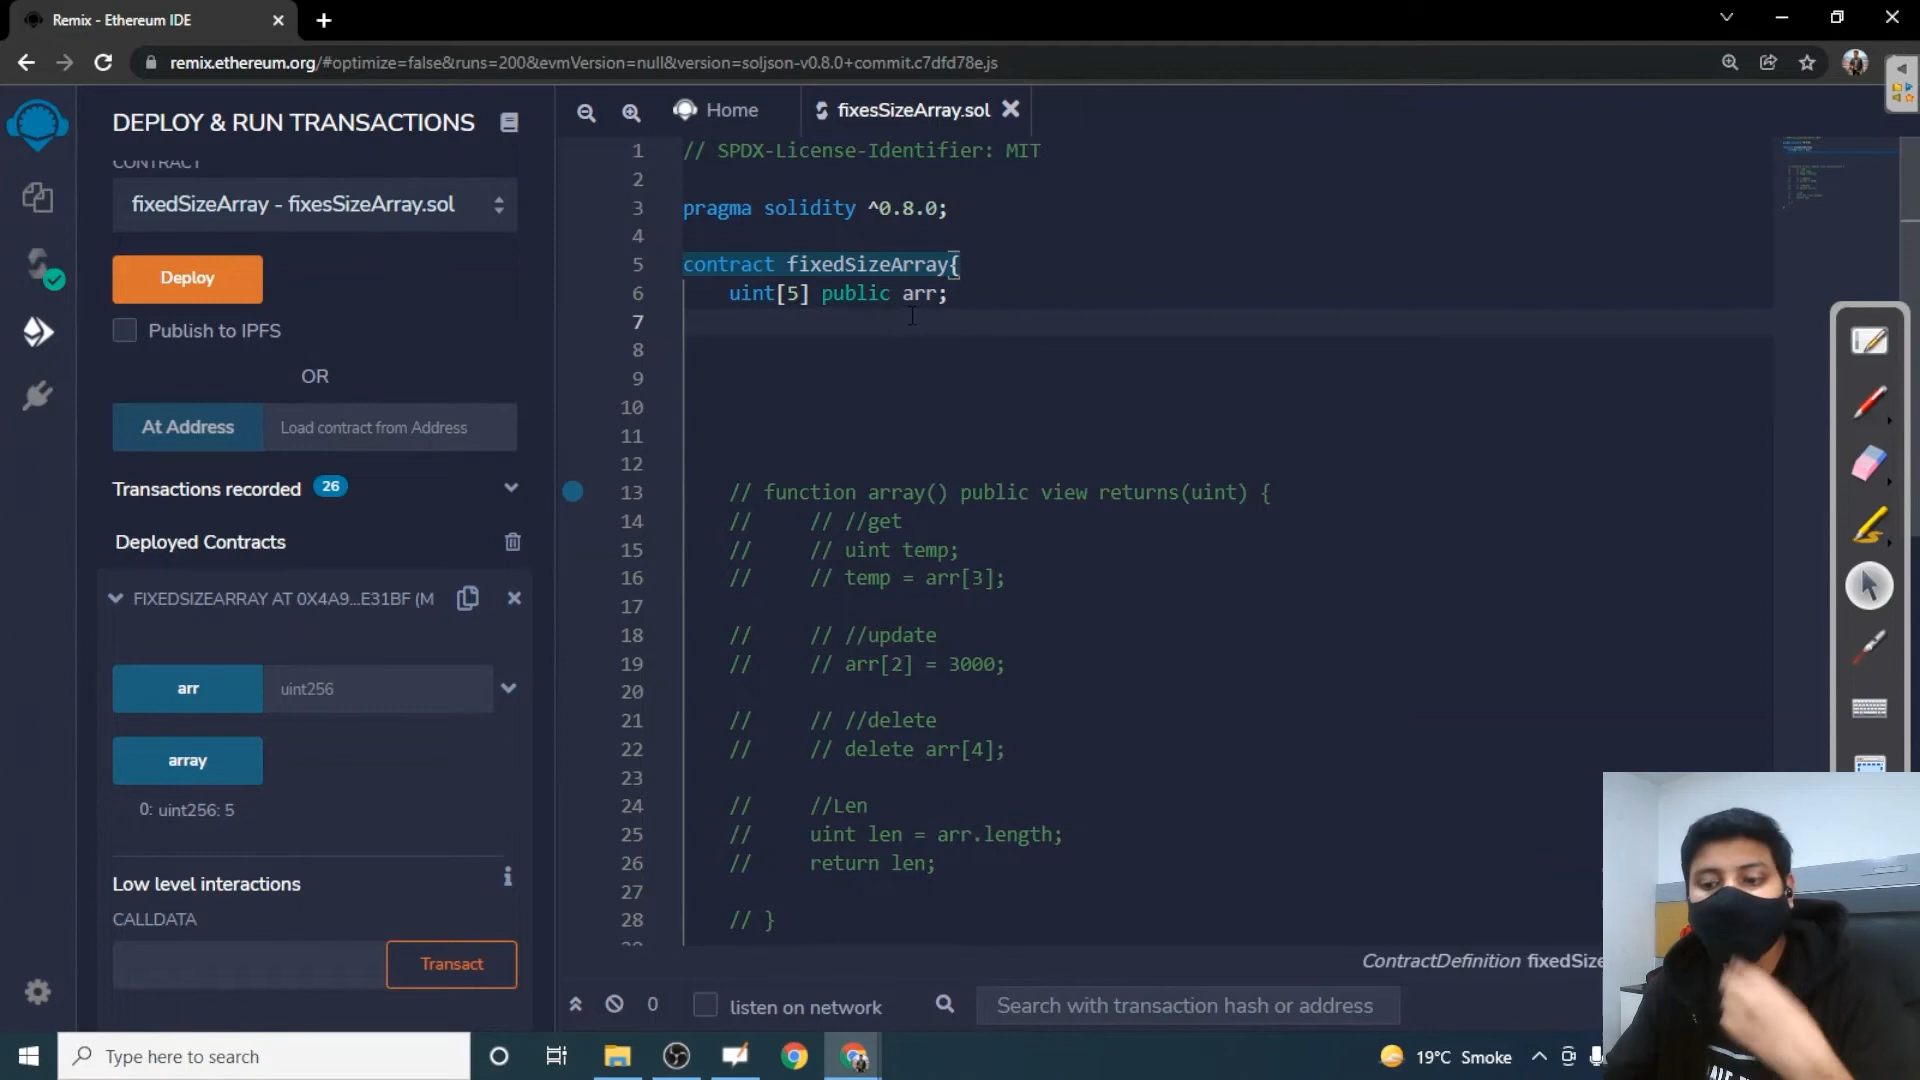 Remix - Ethereum IDE
remix.ethereum.org/#optimize=false&runs=200&evmVersion=null&version=soljson-v0.8.0+commit.c7dfd78e.js
DEPLOY & RUN TRANSACTIONS
CONTRACT
fixedSizeArray - fixesSizeArray.sol
Deploy
Publish to IPFS
OR
At Address
Load contract from Address
Transactions recorded 26
Deployed Contracts
FIXEDSIZEARRAY AT 0X4A9...E31BF (M
arr
uint256
array
0: uint256: 5
Low level interactions
i
CALLDATA
Transact
Home
fixesSizeArray.sol
1 // SPDX-License-Identifier: MIT
2
3 pragma solidity ^0.8.0;
4
5 contract fixedSizeArray{
6 uint[5] public arr;
7
8
9
10
11
12
13 // function array() public view returns(uint) {
14 // // //get
15 // // uint temp;
16 // // temp = arr[3];
17
18 // // //update
19 // // arr[2] = 3000;
20
21 // // //delete
22 // // delete arr[4];
23
24 // //Len
25 // uint len = arr.length;
26 // return len;
27
28 // }
ContractDefinition fixedSize
0
listen on network
Search with transaction hash or address
Type here to search
19°C Smoke